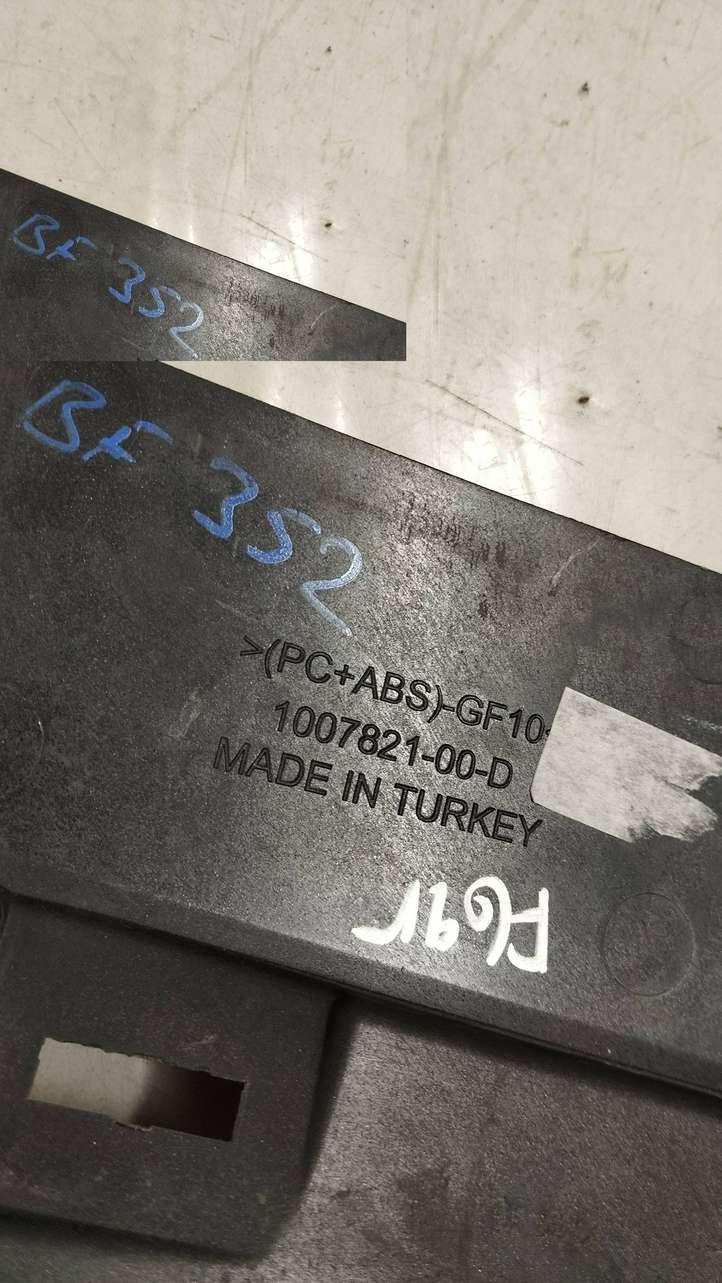 BF 352
BF 352
>(PC+ABS)-GF10<
1007821-00-D
MADE IN TURKEY